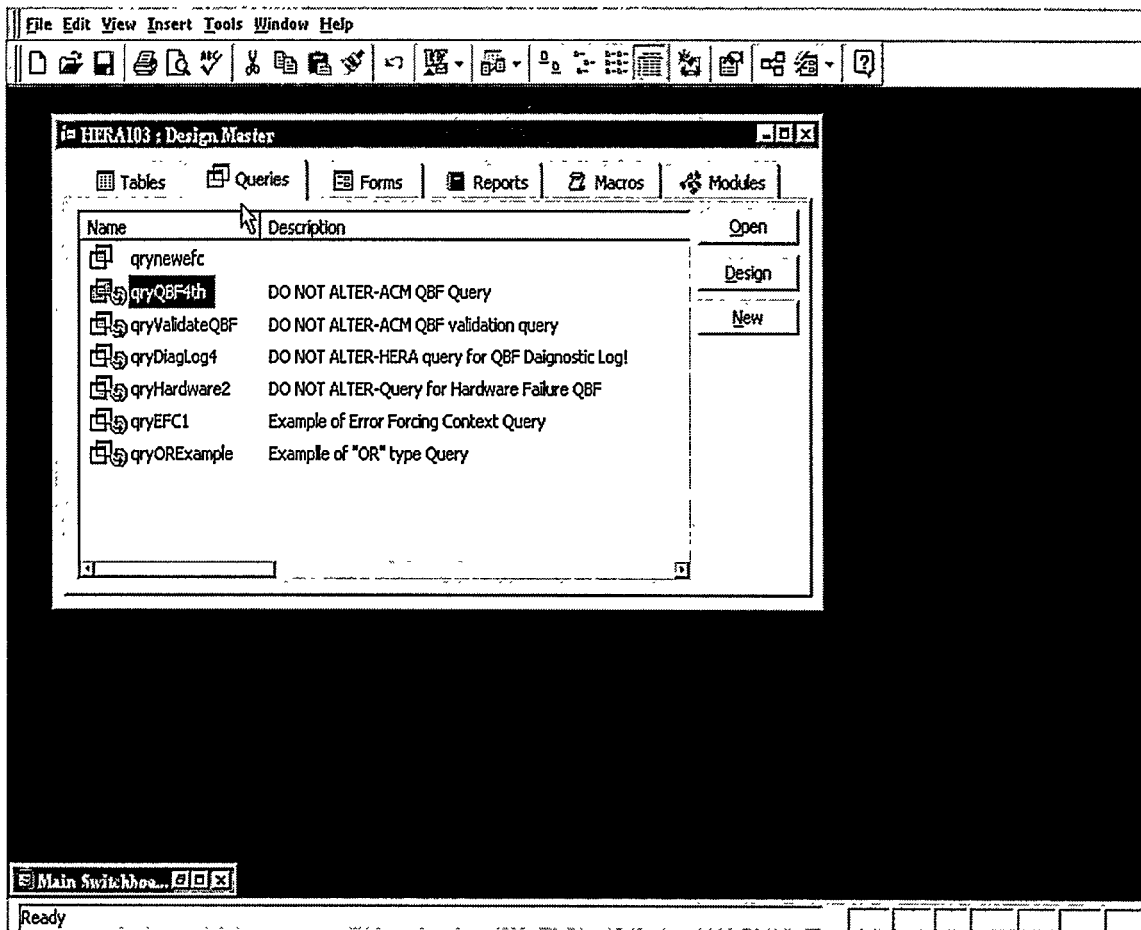 File Edit View Insert Tools Window Help
HERA103 : Design Master
Tables Queries Forms Reports Macros Modules
Name Description
Open
Design
New
qrynewefc
qryQBF4th DO NOT ALTER-ACM QBF Query
qryValidateQBF DO NOT ALTER-ACM QBF validation query
qryDiagLog4 DO NOT ALTER-HERA query for QBF Daignostic Log!
qryHardware2 DO NOT ALTER-Query for Hardware Failure QBF
qryEFC1 Example of Error Forcing Context Query
qryORExample Example of "OR" type Query
Main Switchboa...
Ready